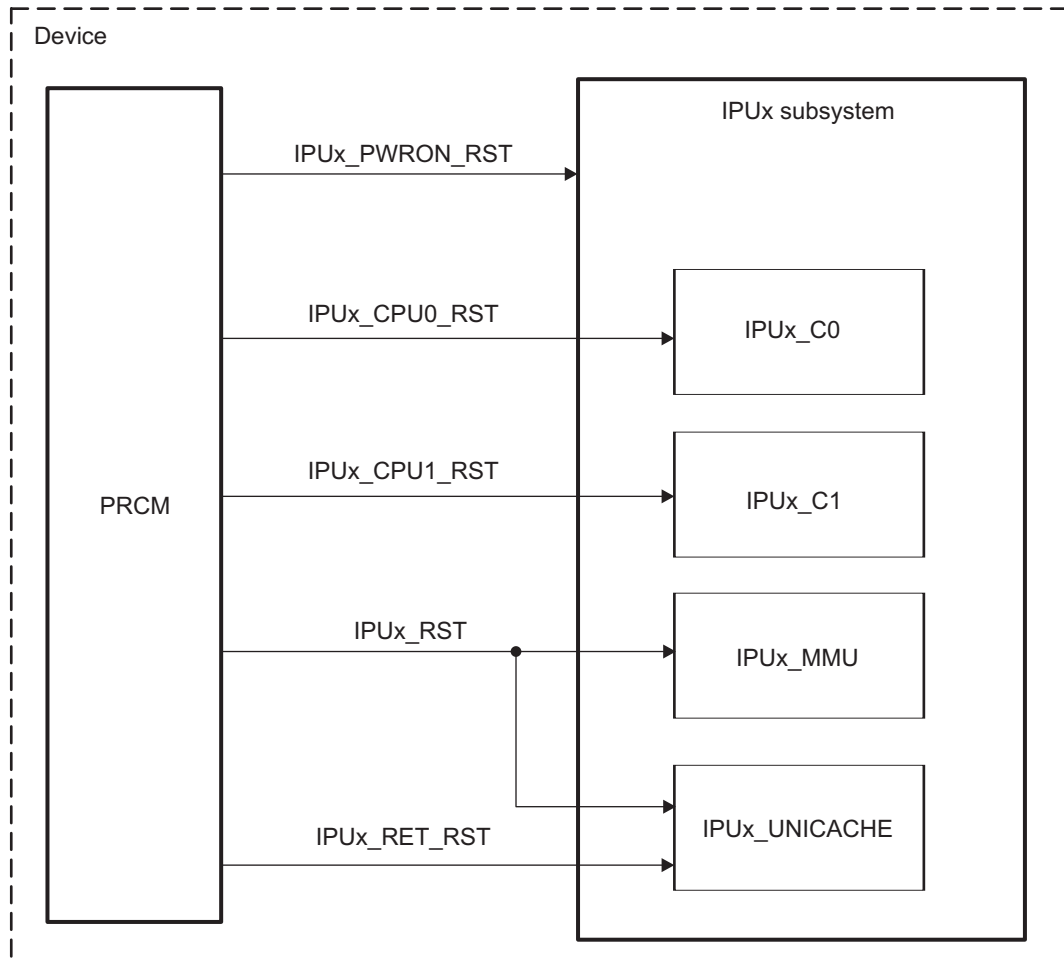 Device
IPUx subsystem
IPUx_PWRON_RST
IPUx_CPU0_RST
IPUx_C0
IPUx_CPU1_RST
IPUx_C1
PRCM
IPUx_RST
IPUx_MMU
IPUx_UNICACHE
IPUx_RET_RST